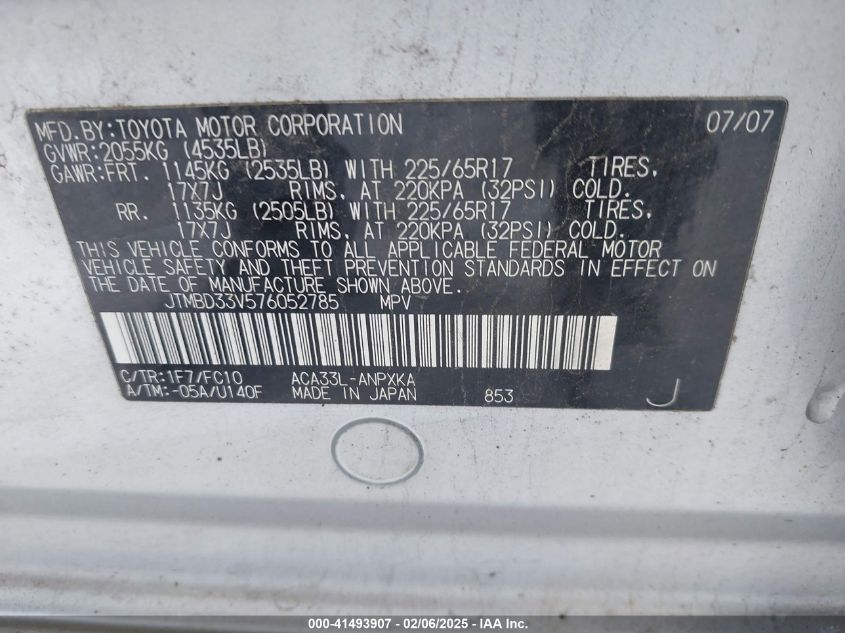 MFD.BY:TOYOTA MOTOR CORPORATION 07/07
GVWR:2055KG (4535LB)
GAWR:FRT. 1145KG (2535LB) WITH 225/65R17 TIRES,
17X7J RIMS, AT 220KPA (32PSI) COLD.
RR. 1135KG (2505LB) WITH 225/65R17 TIRES,
17X7J RIMS, AT 220KPA (32PSI) COLD.
THIS VEHICLE CONFORMS TO ALL APPLICABLE FEDERAL MOTOR
VEHICLE SAFETY AND THEFT PREVENTION STANDARDS IN EFFECT ON
THE DATE OF MANUFACTURE SHOWN ABOVE.
JTMBD33V576052785 MPV
C/TR:1F7/FC10 ACA33L-ANPXKA
A/TM:-05A/U140F MADE IN JAPAN 853 J
000-41493907 - 02/06/2025 - IAA Inc.